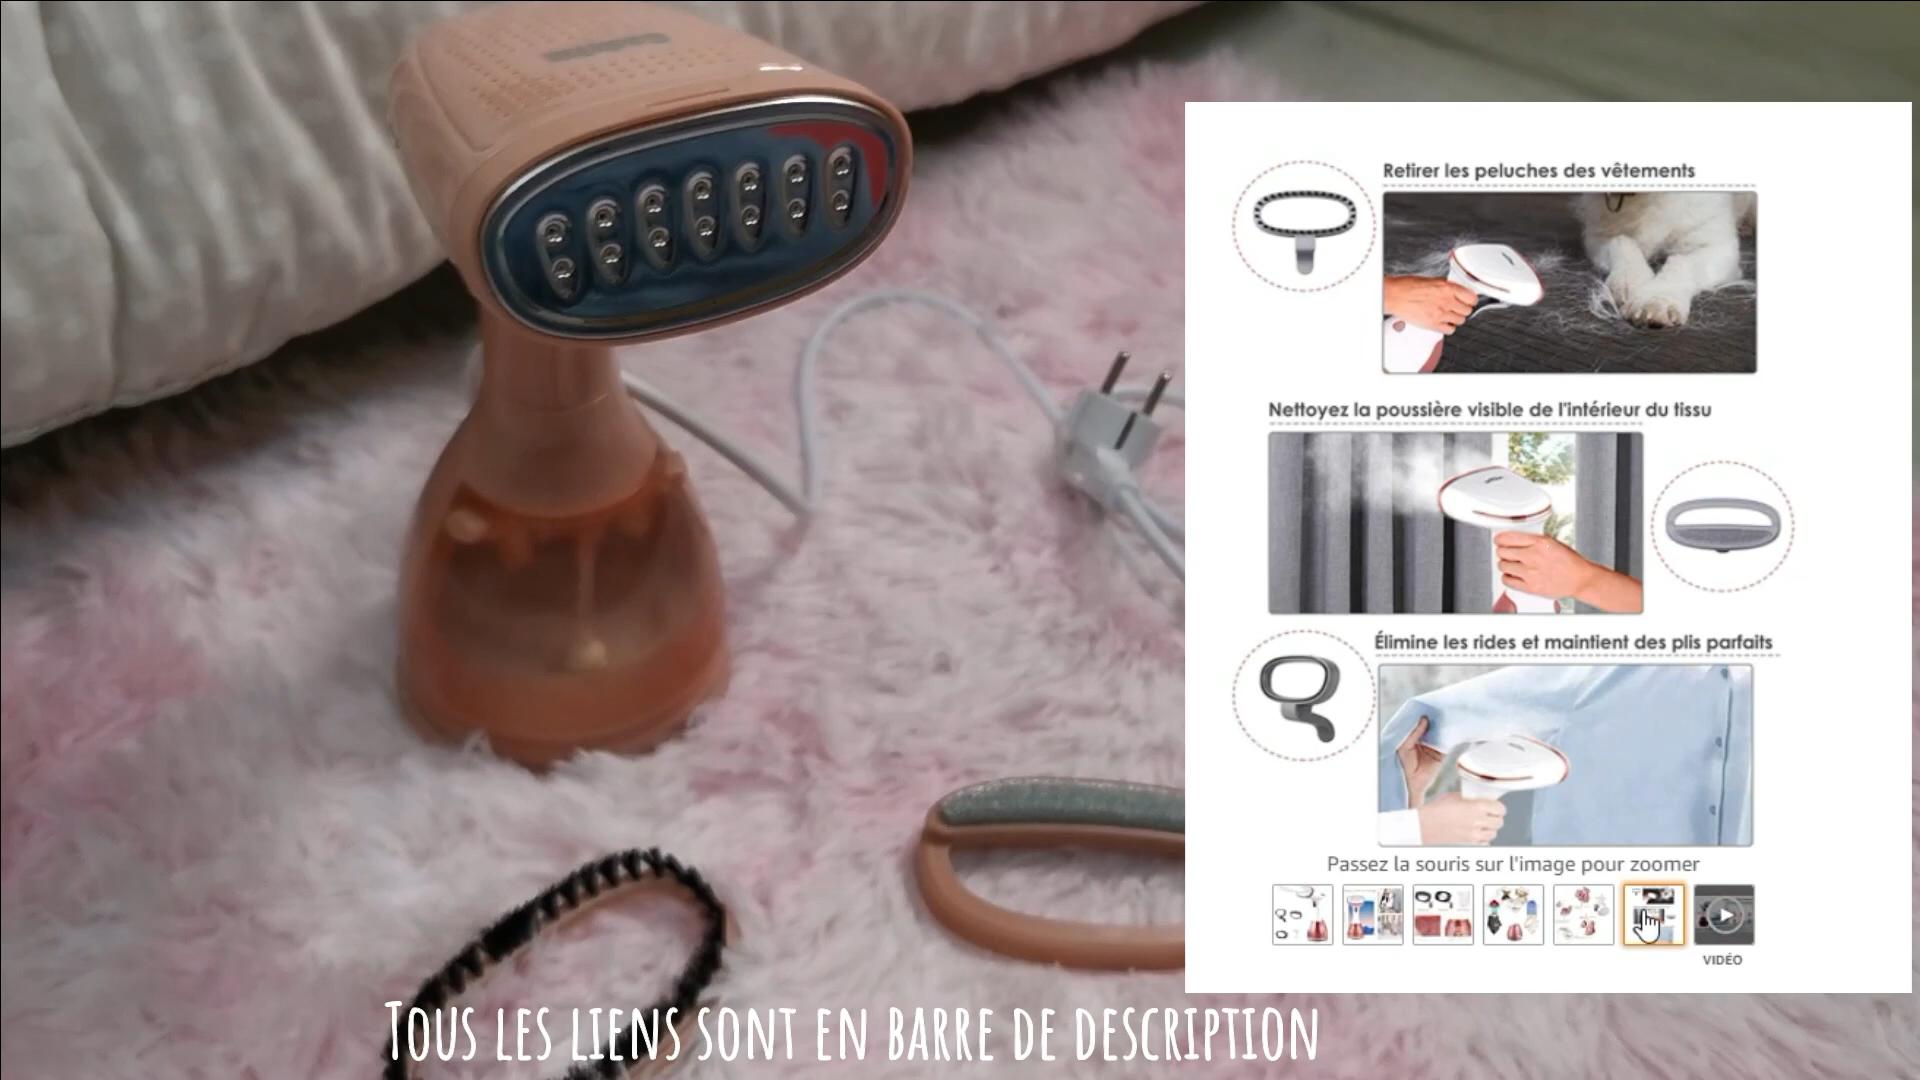 Retirer les peluches des vêtements
Nettoyez la poussière visible de l'intérieur du tissu
Élimine les rides et maintient des plis parfaits
Passez la souris sur l'image pour zoomer
VIDÉO
Tous les liens sont en barre de description